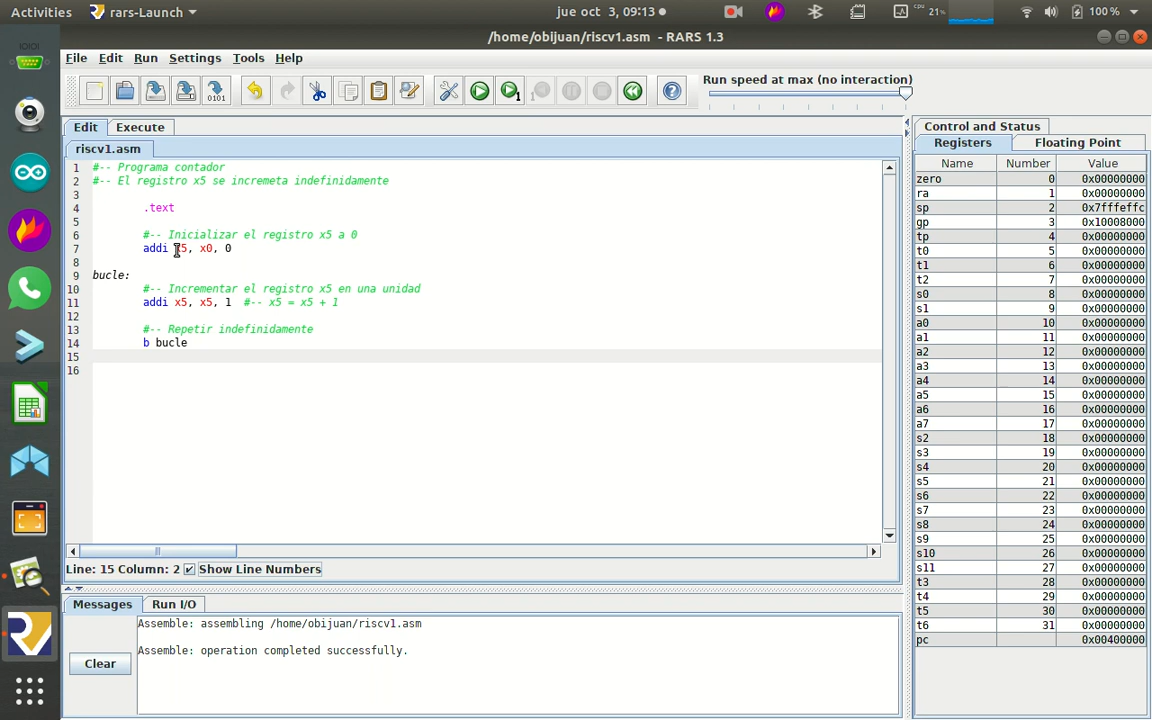 Activities rars-Launch jue oct 3, 09:13 cpu 21% 100 %
/home/obijuan/riscv1.asm - RARS 1.3
File Edit Run Settings Tools Help
Run speed at max (no interaction)
Edit Execute
riscv1.asm
1 #-- Programa contador
2 #-- El registro x5 se incremeta indefinidamente
3
4 .text
5
6 #-- Inicializar el registro x5 a 0
7 addi x5, x0, 0
8
9 bucle:
10 #-- Incrementar el registro x5 en una unidad
11 addi x5, x5, 1 #-- x5 = x5 + 1
12
13 #-- Repetir indefinidamente
14 b bucle
15
16
Line: 15 Column: 2 Show Line Numbers
Messages Run I/O
Assemble: assembling /home/obijuan/riscv1.asm
Assemble: operation completed successfully.
Clear
Control and Status
Registers Floating Point
Name Number Value
zero 0 0x00000000
ra 1 0x00000000
sp 2 0x7fffeffc
gp 3 0x10008000
tp 4 0x00000000
t0 5 0x00000000
t1 6 0x00000000
t2 7 0x00000000
s0 8 0x00000000
s1 9 0x00000000
a0 10 0x00000000
a1 11 0x00000000
a2 12 0x00000000
a3 13 0x00000000
a4 14 0x00000000
a5 15 0x00000000
a6 16 0x00000000
a7 17 0x00000000
s2 18 0x00000000
s3 19 0x00000000
s4 20 0x00000000
s5 21 0x00000000
s6 22 0x00000000
s7 23 0x00000000
s8 24 0x00000000
s9 25 0x00000000
s10 26 0x00000000
s11 27 0x00000000
t3 28 0x00000000
t4 29 0x00000000
t5 30 0x00000000
t6 31 0x00000000
pc 0x00400000